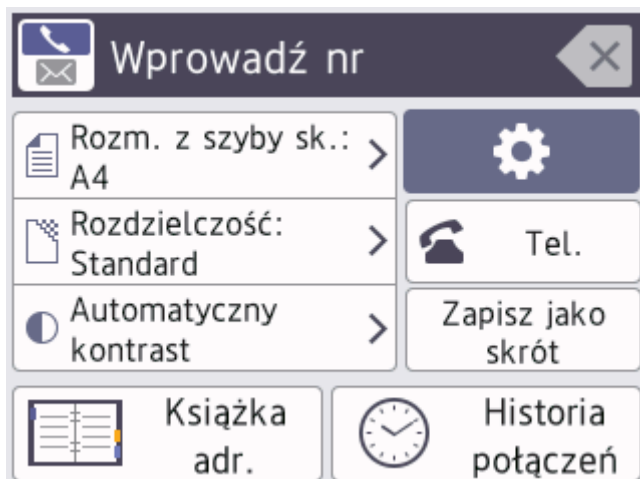 Wprowadź nr
Rozm. z szyby sk.:
A4
Rozdzielczość:
Standard
Automatyczny
kontrast
Tel.
Zapisz jako
skrót
Książka
adr.
Historia
połączeń